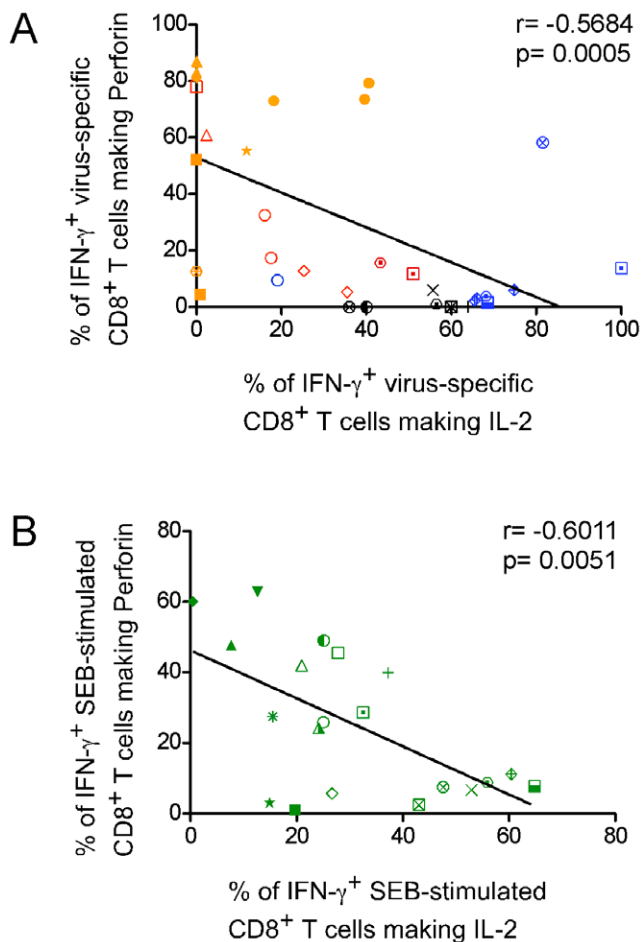 A
r= -0.5684
p= 0.0005
% of IFN-γ⁺ virus-specific
CD8⁺ T cells making Perforin
100
80
60
40
20
0
0 20 40 60 80 100
% of IFN-γ⁺ virus-specific
CD8⁺ T cells making IL-2
B
r= -0.6011
p= 0.0051
% of IFN-γ⁺ SEB-stimulated
CD8⁺ T cells making Perforin
80
60
40
20
0
0 20 40 60 80
% of IFN-γ⁺ SEB-stimulated
CD8⁺ T cells making IL-2